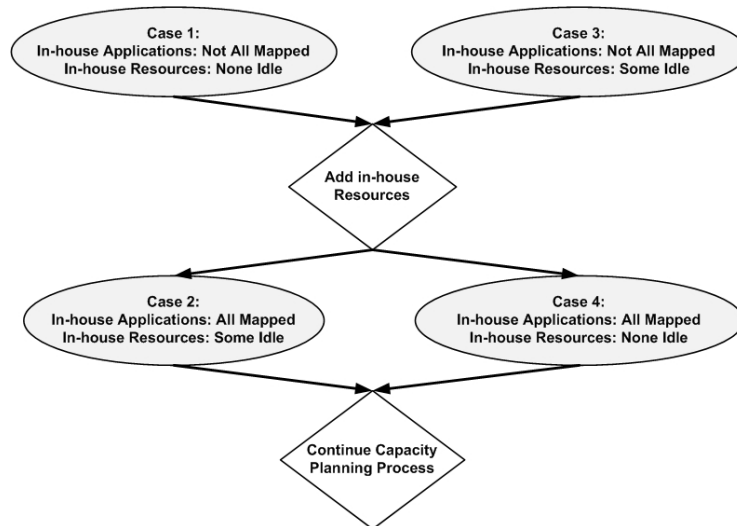 Case 1:
In-house Applications: Not All Mapped
In-house Resources: None Idle
Case 3:
In-house Applications: Not All Mapped
In-house Resources: Some Idle
Add in-house
Resources
Case 2:
In-house Applications: All Mapped
In-house Resources: Some Idle
Case 4:
In-house Applications: All Mapped
In-house Resources: None Idle
Continue Capacity
Planning Process